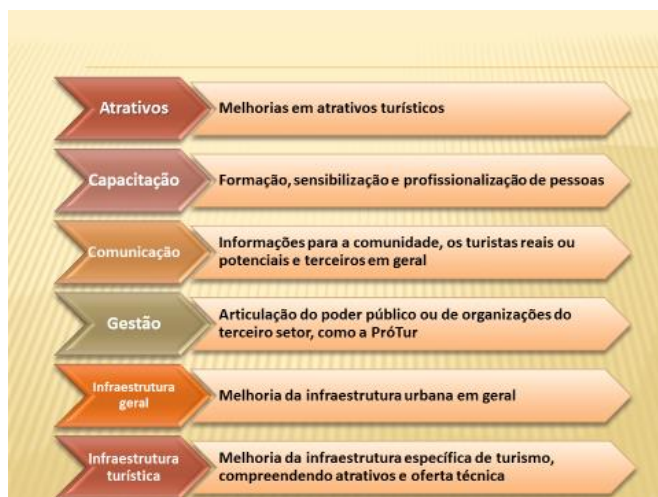 Atrativos
Melhorias em atrativos turísticos
Capacitação
Formação, sensibilização e profissionalização de pessoas
Comunicação
Informações para a comunidade, os turistas reais ou
potenciais e terceiros em geral
Gestão
Articulação do poder público ou de organizações do
terceiro setor, como a PróTur
Infraestrutura
geral
Melhoria da infraestrutura urbana em geral
Infraestrutura
turística
Melhoria da infraestrutura específica de turismo,
compreendendo atrativos e oferta técnica